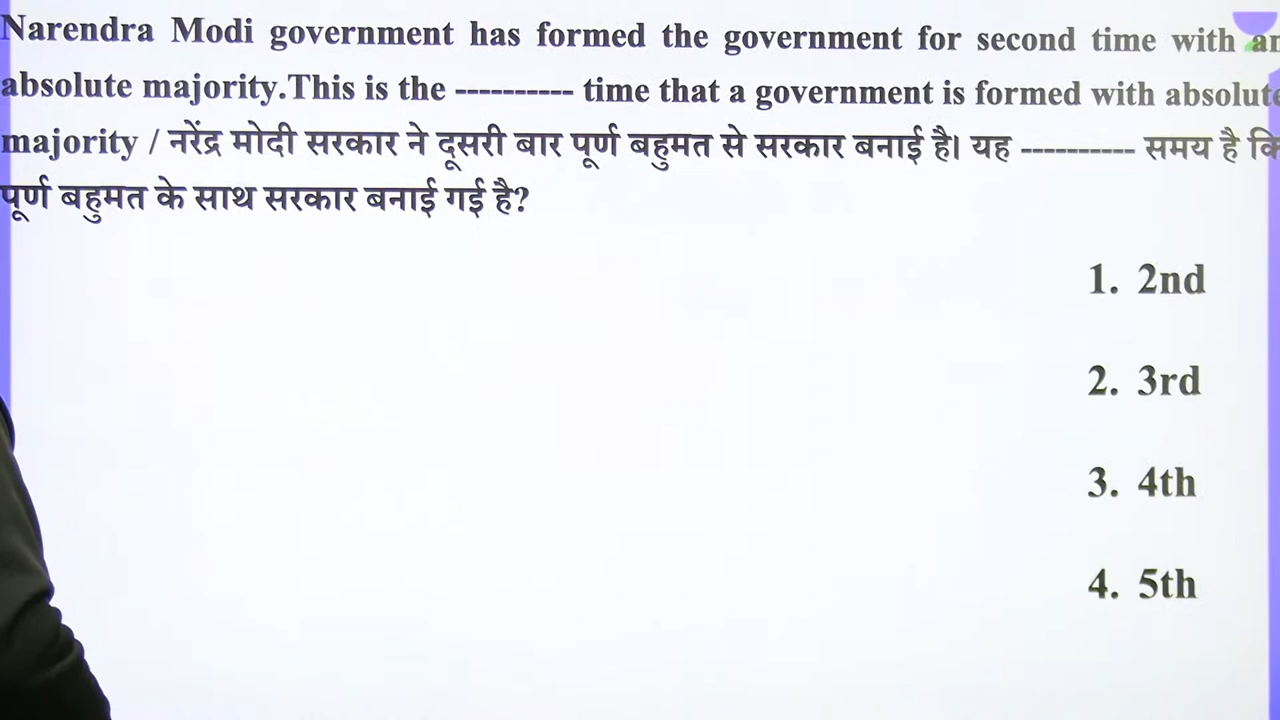 Narendra Modi government has formed the government for second time with an
absolute majority.This is the ---------- time that a government is formed with absolute
majority / नरेंद्र मोदी सरकार ने दूसरी बार पूर्ण बहुमत से सरकार बनाई है। यह ---------- समय है कि
पूर्ण बहुमत के साथ सरकार बनाई गई है?
1. 2nd
2. 3rd
3. 4th
4. 5th